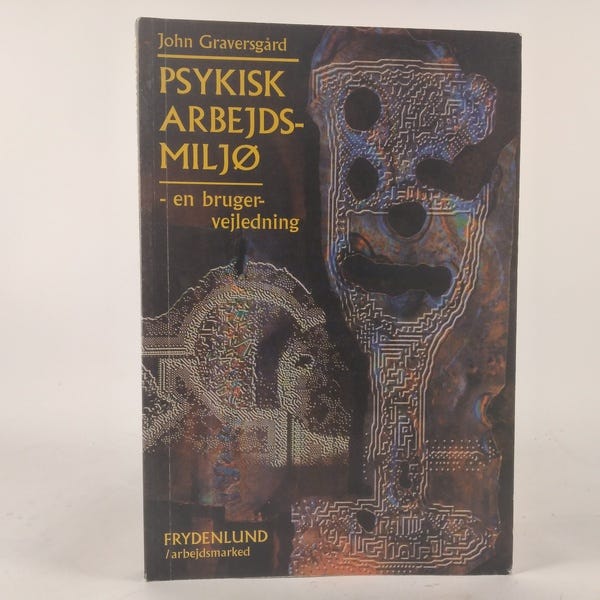 John Graversgård
PSYKISK
ARBEJDS-
MILJØ
- en bruger-
vejledning
FRYDENLUND
/arbejdsmarked